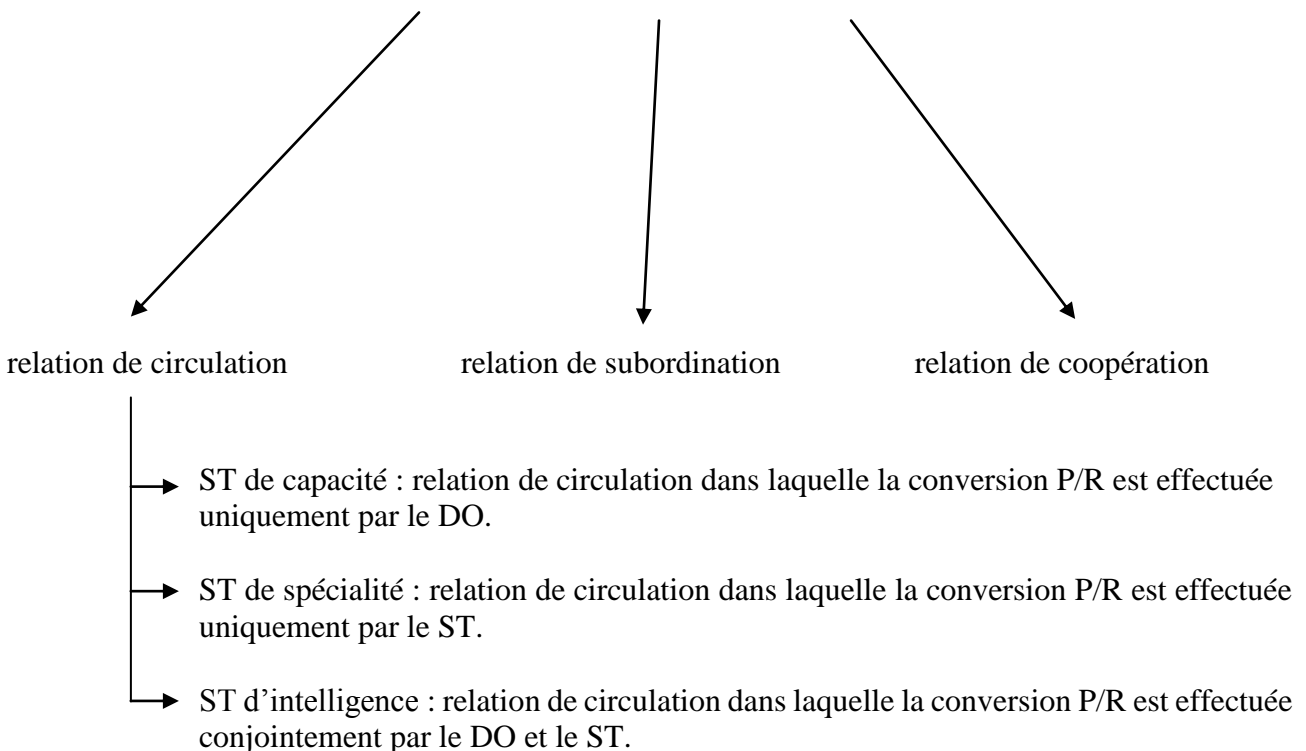 relation de circulation relation de subordination relation de coopération
ST de capacité : relation de circulation dans laquelle la conversion P/R est effectuée
uniquement par le DO.
ST de spécialité : relation de circulation dans laquelle la conversion P/R est effectuée
uniquement par le ST.
ST d’intelligence : relation de circulation dans laquelle la conversion P/R est effectuée
conjointement par le DO et le ST.